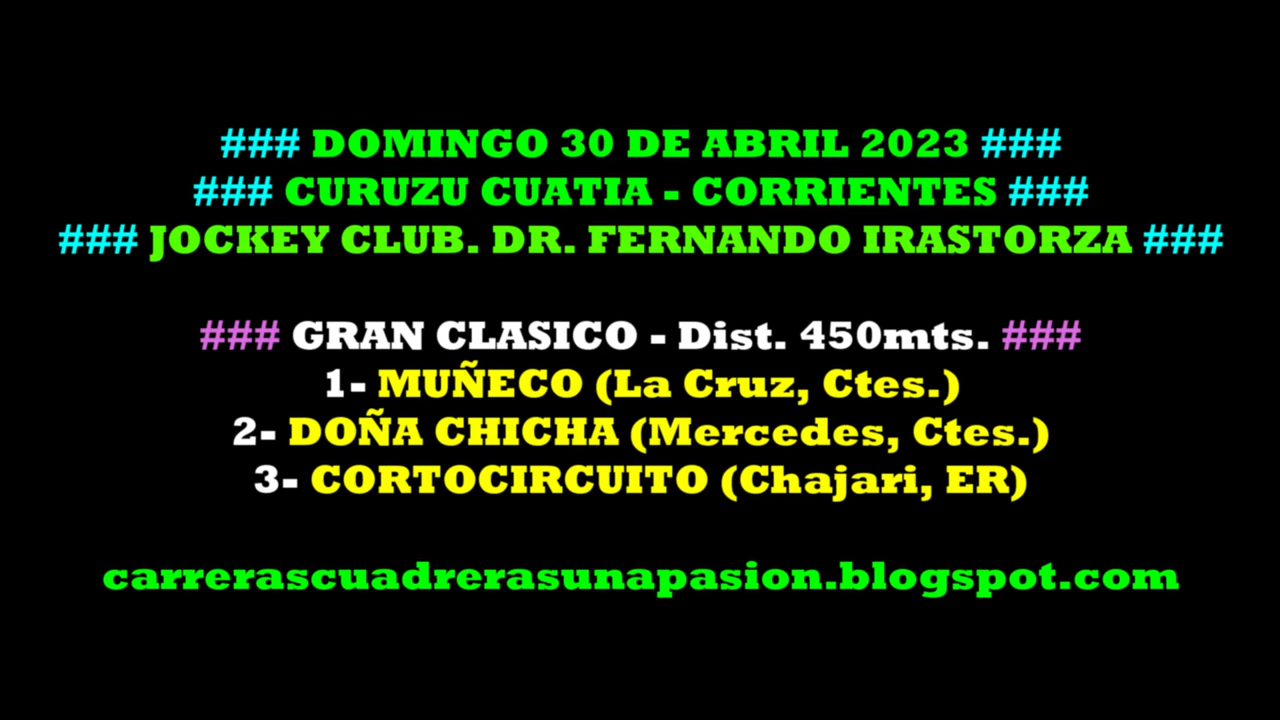 ### DOMINGO 30 DE ABRIL 2023 ###
### CURUZU CUATIA - CORRIENTES ###
### JOCKEY CLUB. DR. FERNANDO IRASTORZA ###
### GRAN CLASICO - Dist. 450mts. ###
1- MUÑECO (La Cruz, Ctes.)
2- DOÑA CHICHA (Mercedes, Ctes.)
3- CORTOCIRCUITO (Chajari, ER)
carrerascuadrerasunapasion.blogspot.com